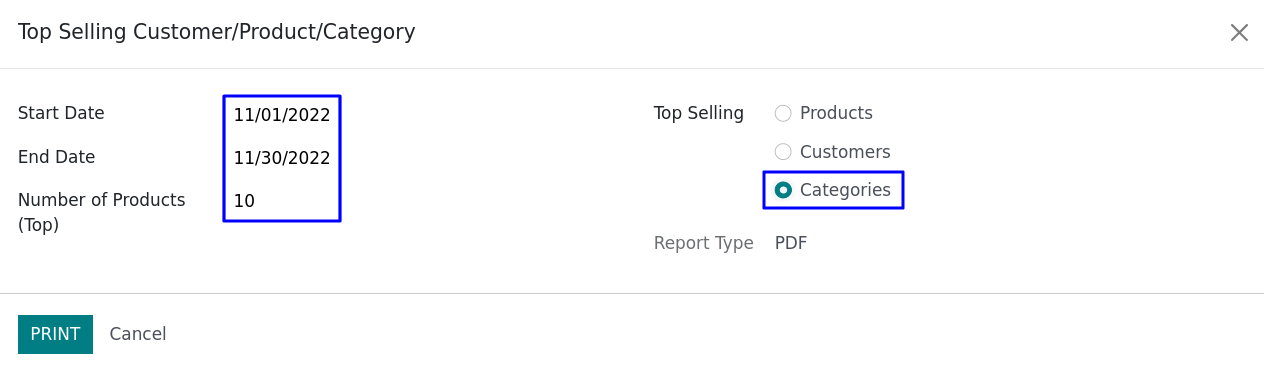 Top Selling Customer/Product/Category
Start Date 11/01/2022
End Date 11/30/2022
Number of Products 10
(Top)
Top Selling Products
Customers
Categories
Report Type PDF
PRINT Cancel